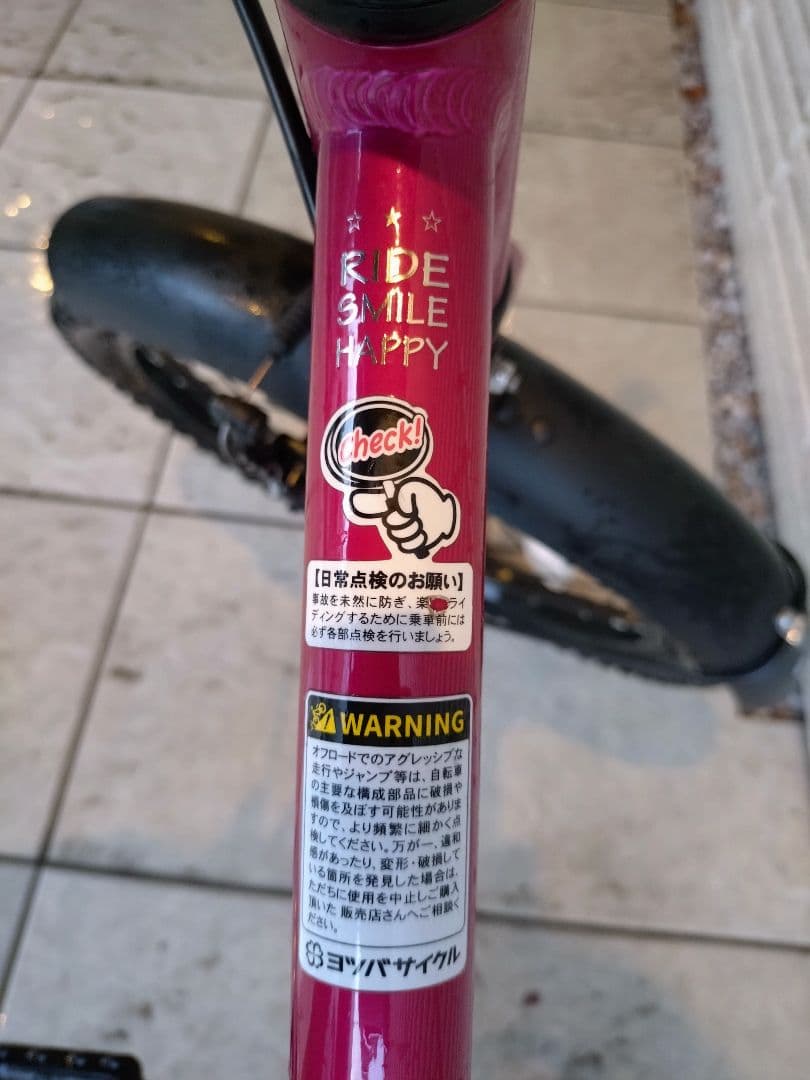 RIDE
SMILE
HAPPY
Check!
【日常点検のお願い】
事故を未然に防ぎ、楽 ライ
ディングするために乗車前には
必ず各部点検を行いましょう。
WARNING
オフロードでのアグレッシブな
走行やジャンプ等は、自転車
の主要な構成部品に破損や
損傷を及ぼす可能性がありま
すので、より頻繁に細かく点
検してください。万が一、違和
感があったり、変形・破損して
いる箇所を発見した場合は、
ただちに使用を中止しご購入
頂いた 販売店さんへご相談く
ださい。
ヨツバサイクル